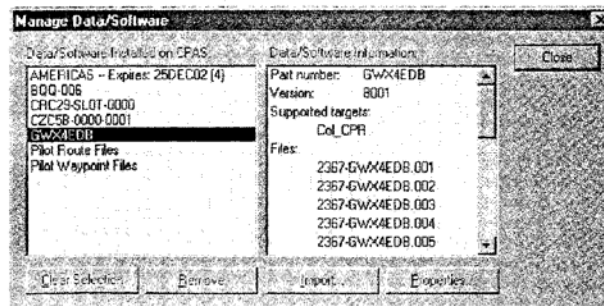 Manage Data/Software
Data/Software Installed on CPAS:
AMERICAS -- Expires: 25DEC02 (4)
BQQ-006
CRC29-SLOT-0000
CZC5B-0000-0001
GWX4EDB
Pilot Route Files
Pilot Waypoint Files
Data/Software Information:
Part number: GWX4EDB
Version: 8001
Supported targets:
Col_CPR
Files:
2367-GWX4EDB.001
2367-GWX4EDB.002
2367-GWX4EDB.003
2367-GWX4EDB.004
2367-GWX4EDB.005
Close
Clear Selection
Remove
Import...
Properties...